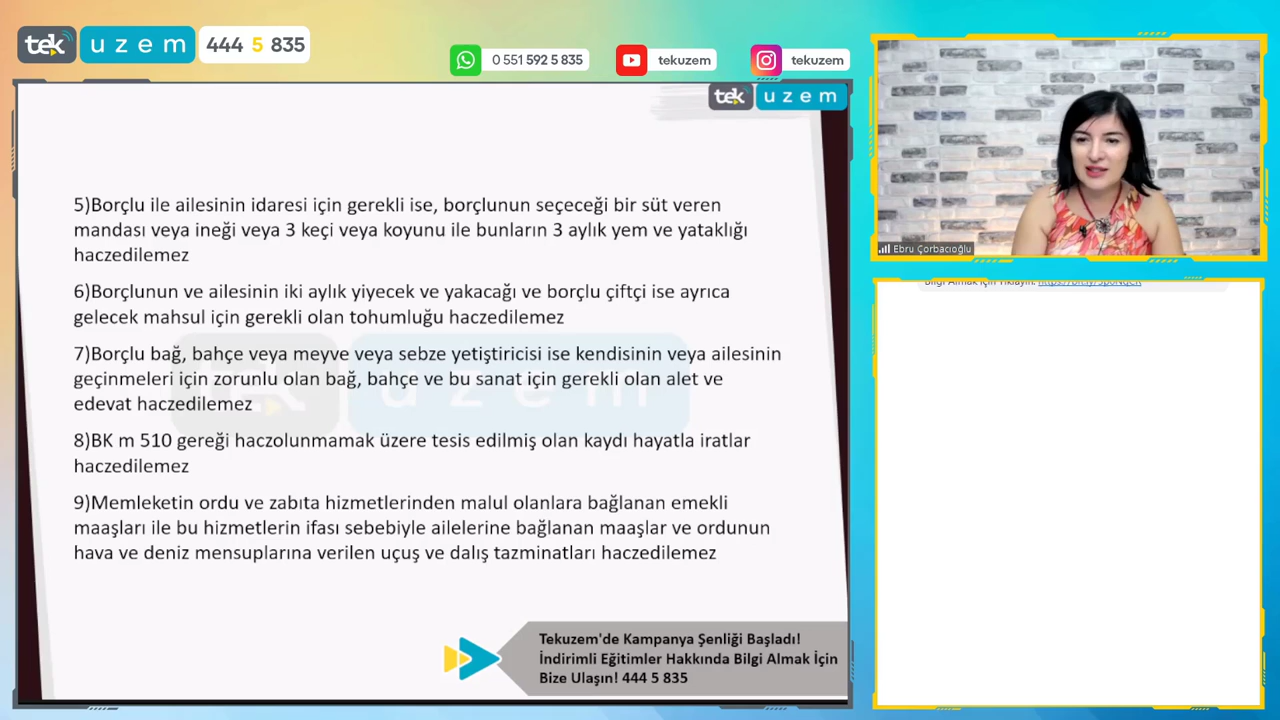 tek uzem 444 5 835
0 551 592 5 835
tekuzem
tekuzem
tek uzem
5)Borçlu ile ailesinin idaresi için gerekli ise, borçlunun seçeceği bir süt veren
mandası veya ineği veya 3 keçi veya koyunu ile bunların 3 aylık yem ve yataklığı
haczedilemez
6)Borçlunun ve ailesinin iki aylık yiyecek ve yakacağı ve borçlu çiftçi ise ayrıca
gelecek mahsul için gerekli olan tohumluğu haczedilemez
7)Borçlu bağ, bahçe veya meyve veya sebze yetiştiricisi ise kendisinin veya ailesinin
geçinmeleri için zorunlu olan bağ, bahçe ve bu sanat için gerekli olan alet ve
edevat haczedilemez
8)BK m 510 gereği haczolunmamak üzere tesis edilmiş olan kaydı hayatla iratlar
haczedilemez
9)Memleketin ordu ve zabıta hizmetlerinden malul olanlara bağlanan emekli
maaşları ile bu hizmetlerin ifası sebebiyle ailelerine bağlanan maaşlar ve ordunun
hava ve deniz mensuplarına verilen uçuş ve dalış tazminatları haczedilemez
Tekuzem'de Kampanya Şenliği Başladı!
İndirimli Eğitimler Hakkında Bilgi Almak İçin
Bize Ulaşın! 444 5 835
Ebru Çorbacıoğlu
Bilgi Almak İçin Tıklayın: